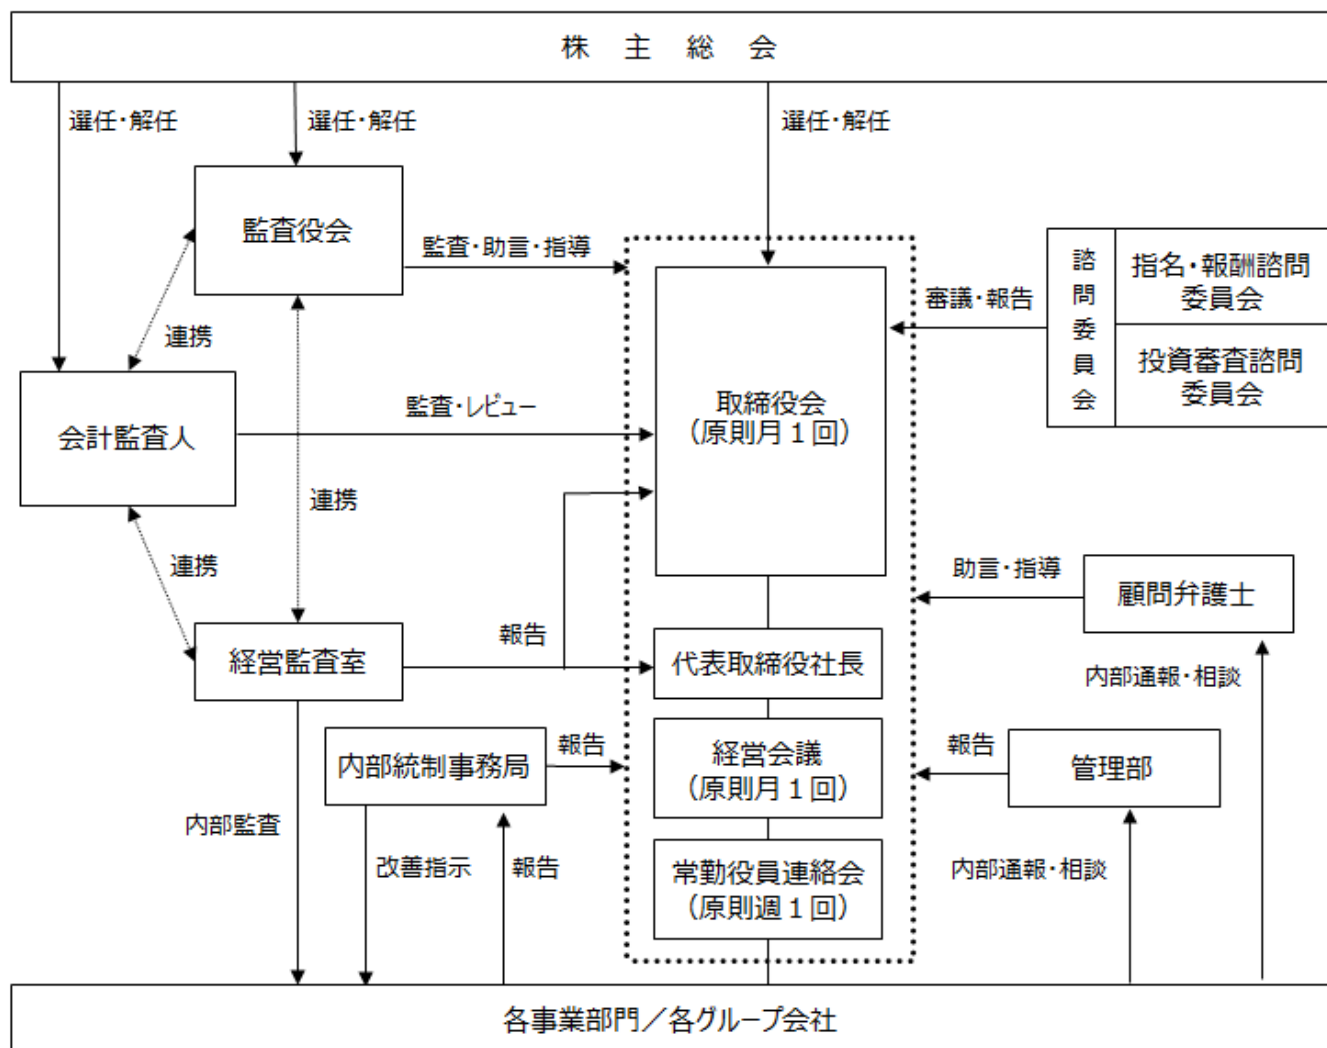 株 主 総 会
選任・解任
選任・解任
選任・解任
監査役会
監査・助言・指導
諮問委員会
指名・報酬諮問
委員会
審議・報告
連携
投資審査諮問
委員会
監査・レビュー
取締役会
(原則月1回)
会計監査人
連携
連携
助言・指導
顧問弁護士
報告
経営監査室
代表取締役社長
内部通報・相談
内部統制事務局
報告
経営会議
(原則月1回)
報告
管理部
内部監査
改善指示
報告
常勤役員連絡会
(原則週1回)
内部通報・相談
各事業部門/各グループ会社